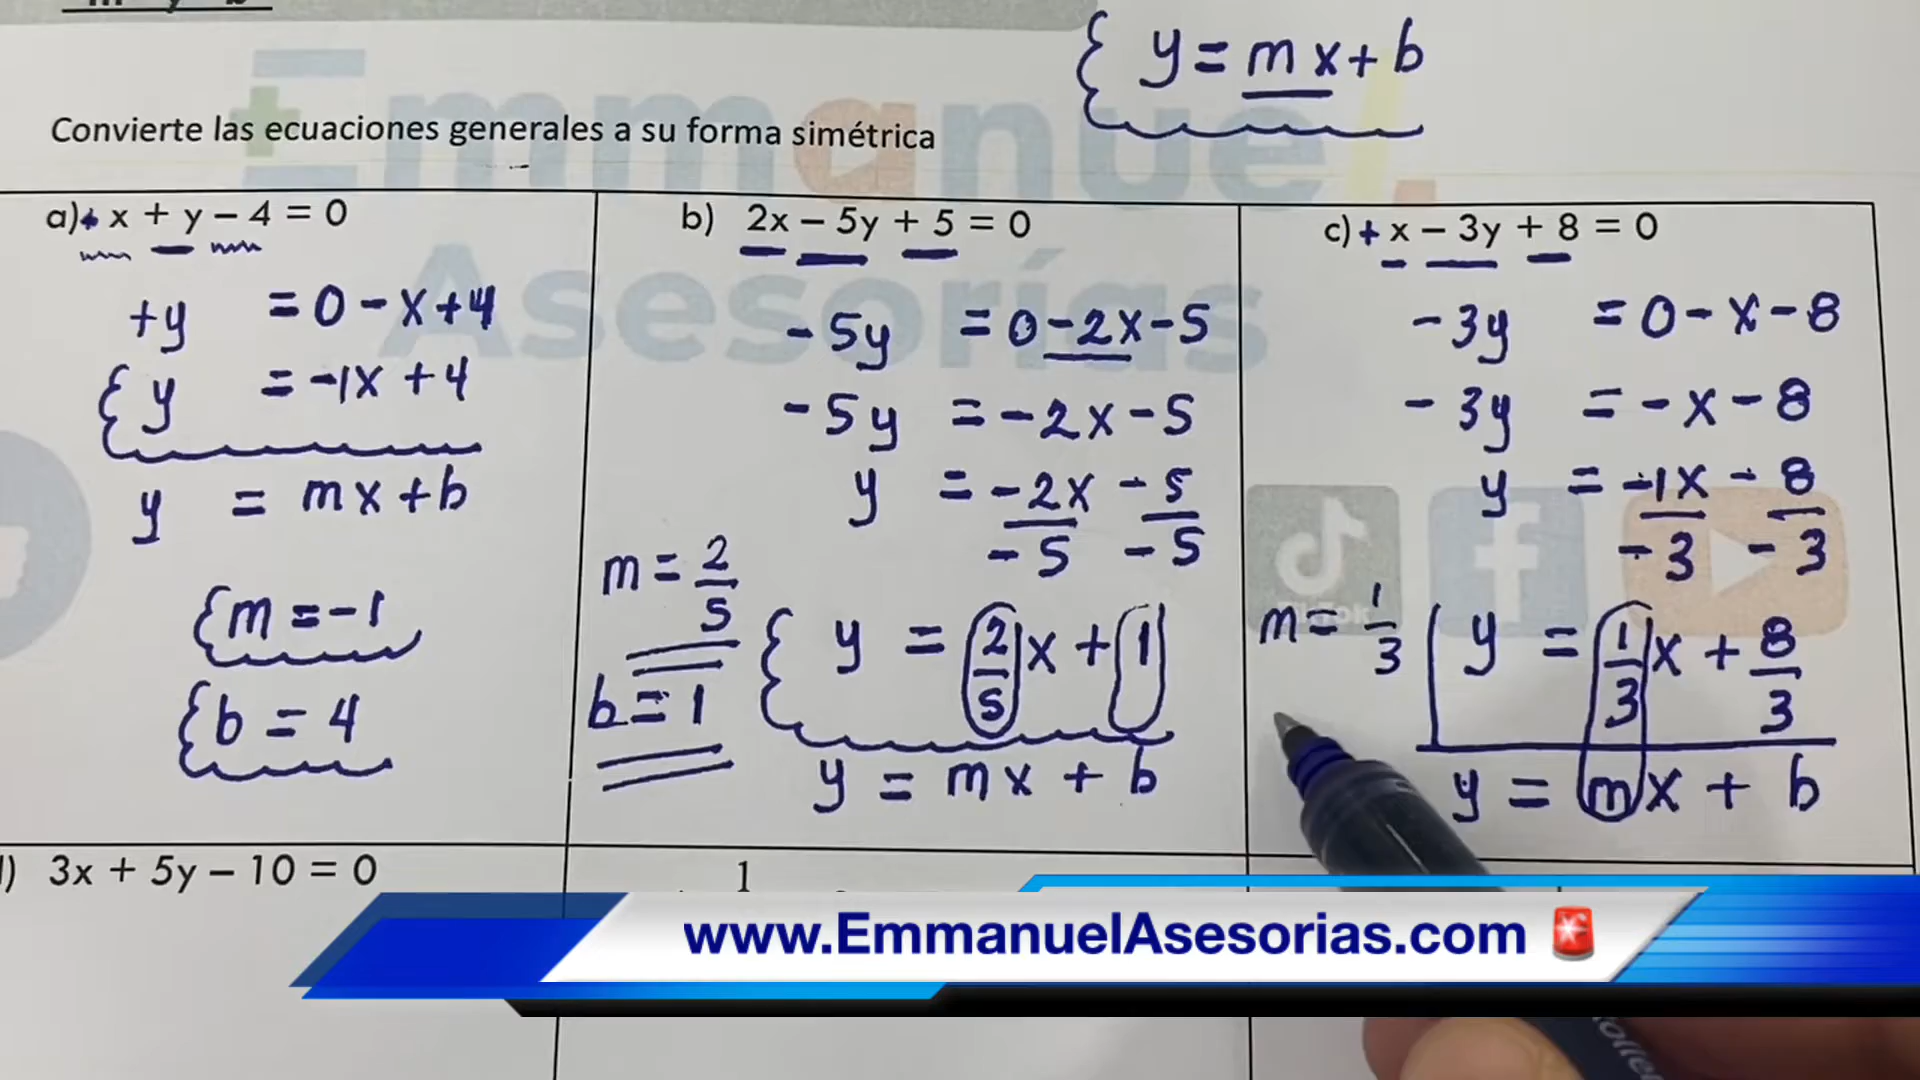 y = mx + b
Convierte las ecuaciones generales a su forma simétrica
Emmanuel
Asesorías
a) + x + y – 4 = 0
+y = 0 - x + 4
y = -1x + 4
y = mx + b
m = -1
b = 4
b) 2x – 5y + 5 = 0
-5y = 0 - 2x - 5
-5y = -2x - 5
y = -2x/-5 - 5/-5
m = 2/5
b = 1
y = 2/5 x + 1
y = mx + b
c) + x – 3y + 8 = 0
-3y = 0 - x - 8
-3y = -x - 8
y = -1x/-3 - 8/-3
TikTok
m = 1/3
y = 1/3 x + 8/3
y = mx + b
) 3x + 5y – 10 = 0
1
www.EmmanuelAsesorias.com